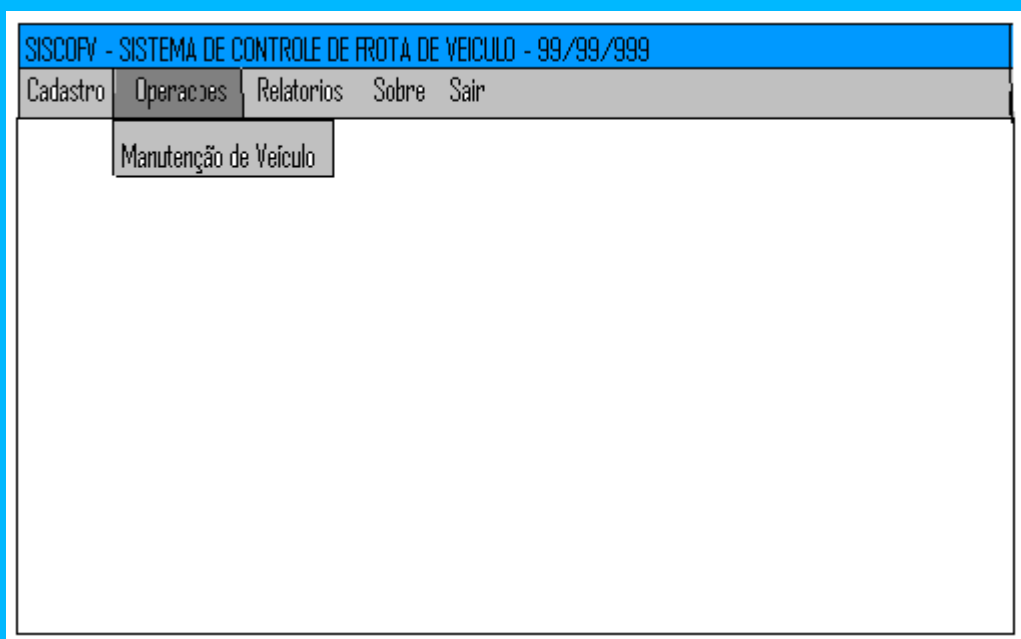 SISCOFV - SISTEMA DE CONTROLE DE FROTA DE VEICULO - 99/99/999
Cadastro Operacoes Relatorios Sobre Sair
Manutenção de Veículo